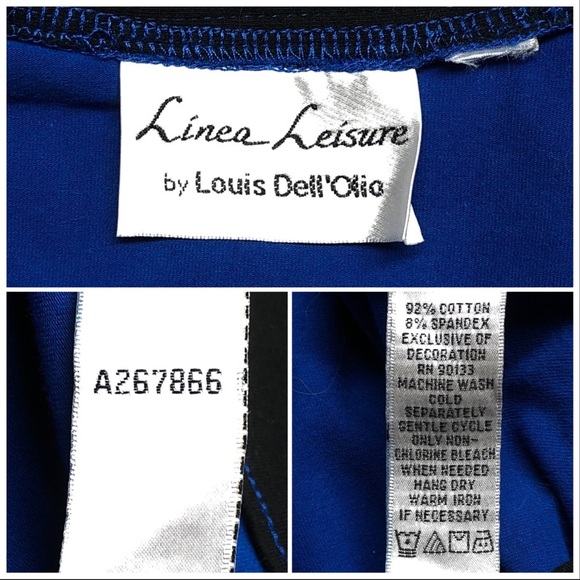 Linea Leisure
by Louis Dell'Olio
A267866
92% COTTON
8% SPANDEX
EXCLUSIVE OF
DECORATION
RN 90133
MACHINE WASH
COLD
SEPARATELY
GENTLE CYCLE
ONLY NON-
CHLORINE BLEACH
WHEN NEEDED
HANG DRY
WARM IRON
IF NECESSARY